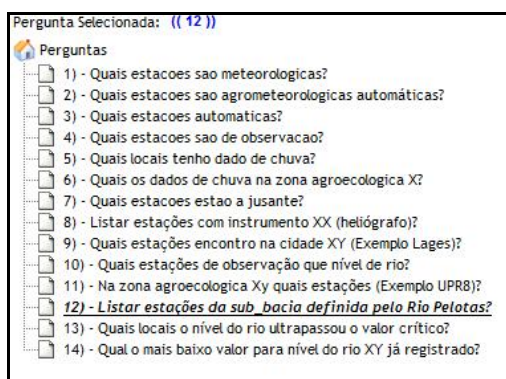 Pergunta Selecionada: (( 12 ))
Perguntas
1) - Quais estacoes sao meteorologicas?
2) - Quais estacoes sao agrometeorologicas automáticas?
3) - Quais estacoes automaticas?
4) - Quais estacoes sao de observacao?
5) - Quais locais tenho dado de chuva?
6) - Quais os dados de chuva na zona agroecologica X?
7) - Quais estacoes estao a jusante?
8) - Listar estações com instrumento XX (heliógrafo)?
9) - Quais estações encontro na cidade XY (Exemplo Lages)?
10) - Quais estações de observação que nível de rio?
11) - Na zona agroecologica Xy quais estações (Exemplo UPR8)?
12) - Listar estações da sub_bacia definida pelo Rio Pelotas?
13) - Quais locais o nível do rio ultrapassou o valor crítico?
14) - Qual o mais baixo valor para nível do rio XY já registrado?